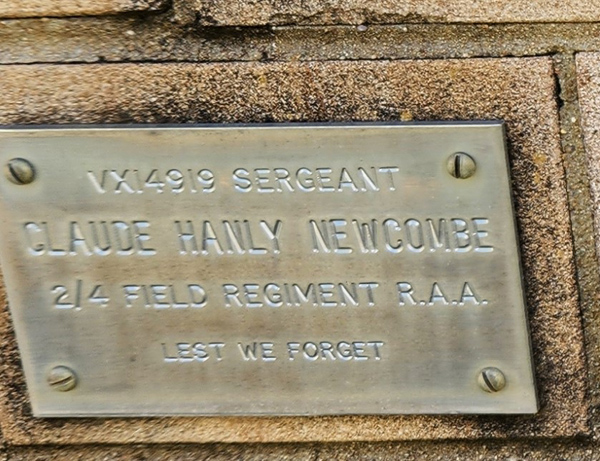 VX14919 SERGEANT
CLAUDE HANLY NEWCOMBE
2/4 FIELD REGIMENT R.A.A.
LEST WE FORGET